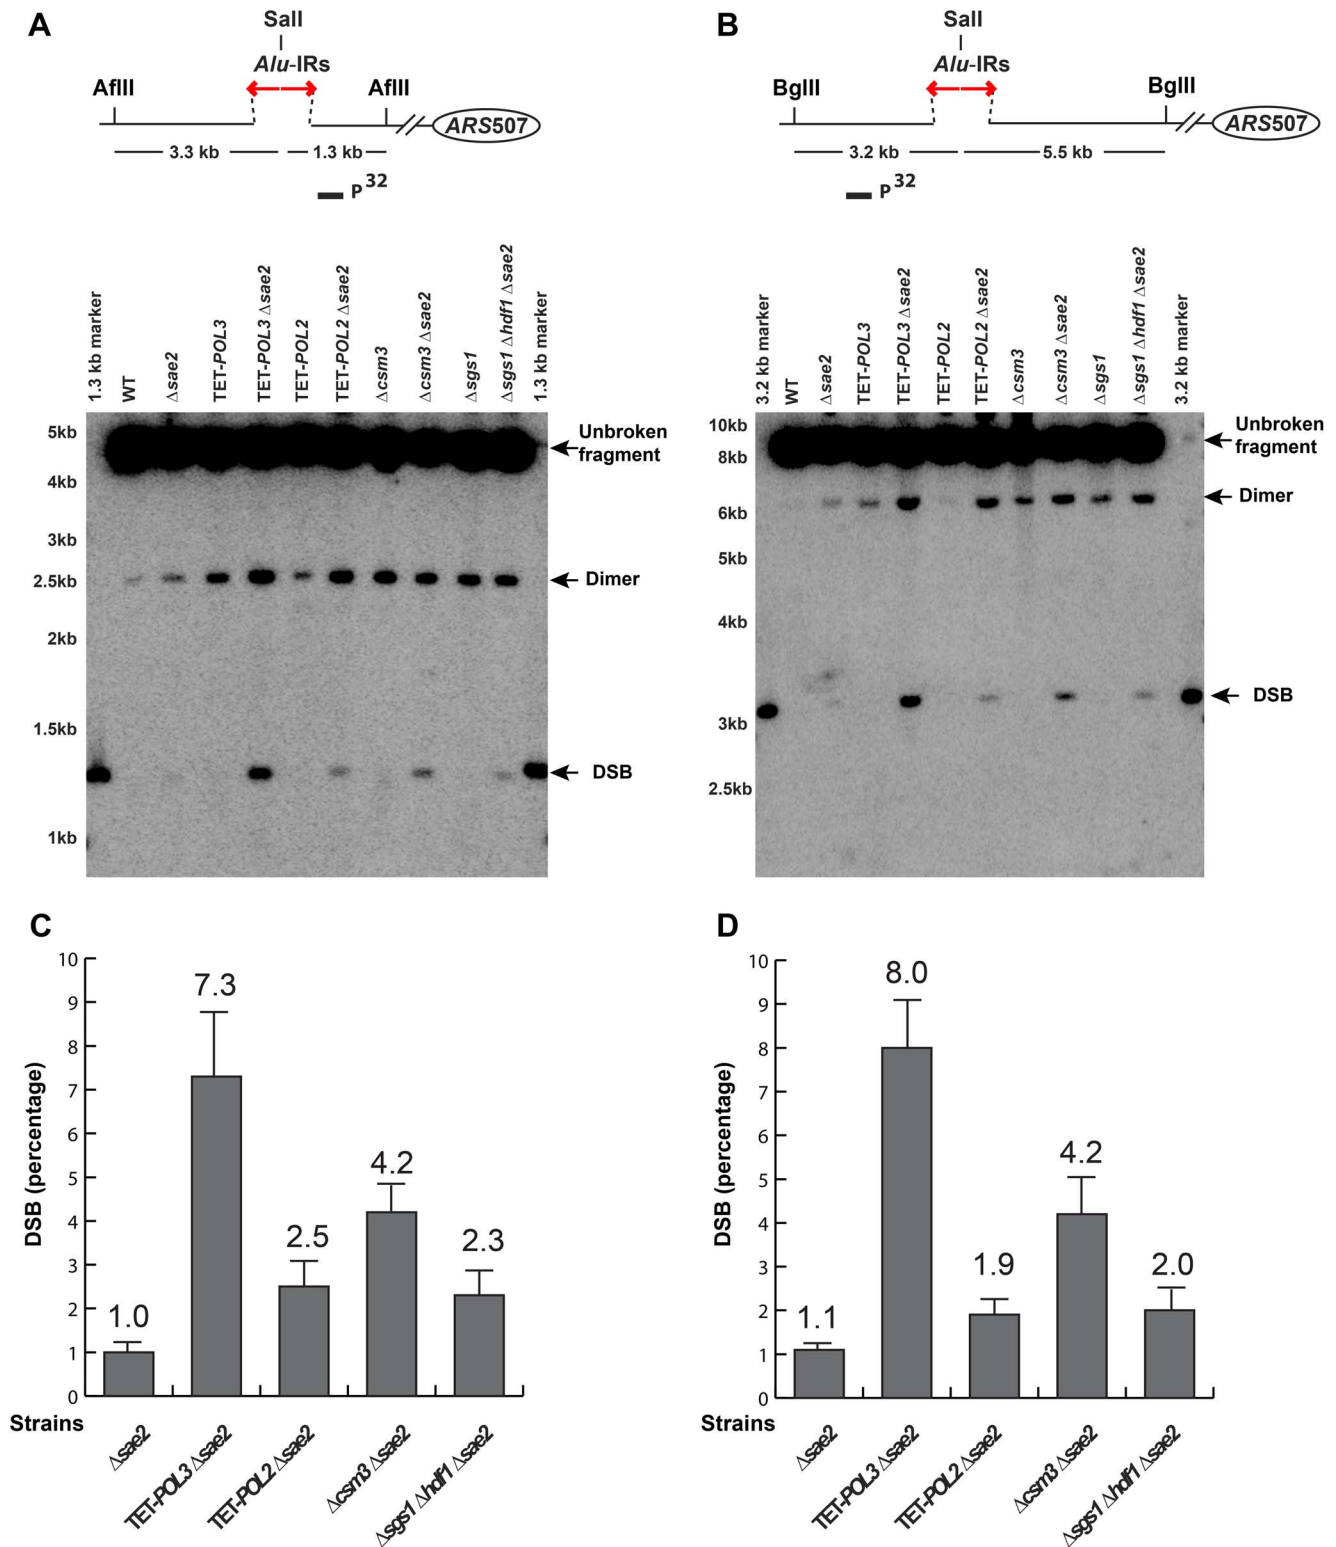 A
SalI
Alu-IRs
AflII
AflII
ARS507
3.3 kb
1.3 kb
P32
1.3 kb marker
WT
Δsae2
TET-POL3
TET-POL3 Δsae2
TET-POL2
TET-POL2 Δsae2
Δcsm3
Δcsm3 Δsae2
Δsgs1
Δsgs1 Δhdf1 Δsae2
1.3 kb marker
5kb
4kb
3kb
2.5kb
2kb
1.5kb
1kb
Unbroken
fragment
Dimer
DSB
B
SalI
Alu-IRs
BglII
BglII
ARS507
3.2 kb
5.5 kb
P32
3.2 kb marker
WT
Δsae2
TET-POL3
TET-POL3 Δsae2
TET-POL2
TET-POL2 Δsae2
Δcsm3
Δcsm3 Δsae2
Δsgs1
Δsgs1 Δhdf1 Δsae2
3.2 kb marker
10kb
8kb
6kb
5kb
4kb
3kb
2.5kb
Unbroken
fragment
Dimer
DSB
C
DSB (percentage)
10
9
8
7
6
5
4
3
2
1
0
1.0
7.3
2.5
4.2
2.3
Strains
Δsae2
TET-POL3 Δsae2
TET-POL2 Δsae2
Δcsm3 Δsae2
Δsgs1 Δhdf1 Δsae2
D
DSB (percentage)
10
9
8
7
6
5
4
3
2
1
0
1.1
8.0
1.9
4.2
2.0
Strains
Δsae2
TET-POL3 Δsae2
TET-POL2 Δsae2
Δcsm3 Δsae2
Δsgs1 Δhdf1 Δsae2